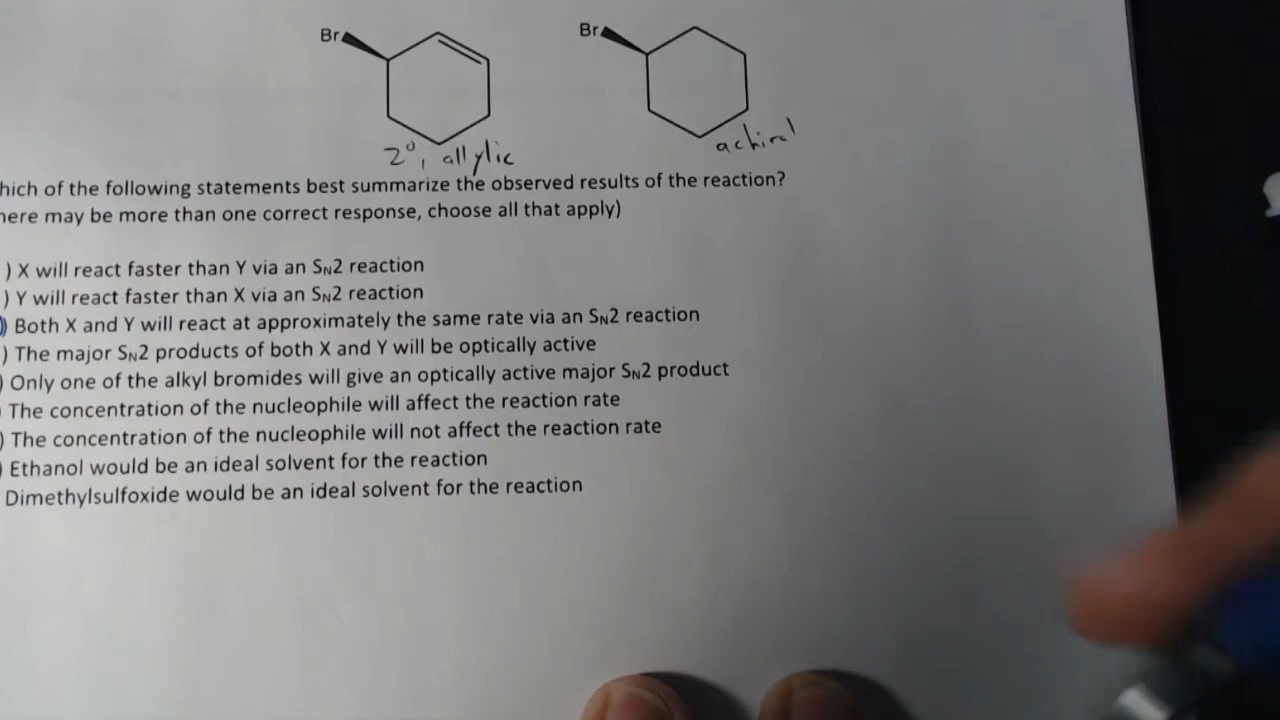 Br Br
2°, allylic achiral
hich of the following statements best summarize the observed results of the reaction?
here may be more than one correct response, choose all that apply)
) X will react faster than Y via an SN2 reaction
) Y will react faster than X via an SN2 reaction
) Both X and Y will react at approximately the same rate via an SN2 reaction
) The major SN2 products of both X and Y will be optically active
) Only one of the alkyl bromides will give an optically active major SN2 product
The concentration of the nucleophile will affect the reaction rate
) The concentration of the nucleophile will not affect the reaction rate
) Ethanol would be an ideal solvent for the reaction
Dimethylsulfoxide would be an ideal solvent for the reaction